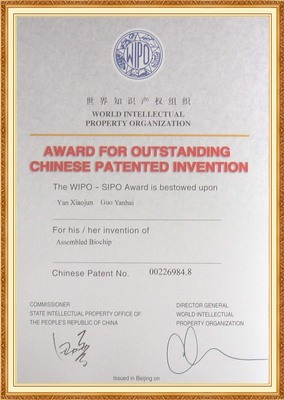 WIPO
世界知识产权组织
WORLD INTELLECTUAL
PROPERTY ORGANIZATION
AWARD FOR OUTSTANDING
CHINESE PATENTED INVENTION
The WIPO - SIPO Award is bestowed upon
Yan Xiaojun Guo Yanhai
For his / her invention of
Assembled Biochip
Chinese Patent No. 00226984.8
COMMISSIONER
STATE INTELLECTUAL PROPERTY OFFICE OF
THE PEOPLE'S REPUBLIC OF CHINA
DIRECTOR GENERAL
WORLD INTELLECTUAL
PROPERTY ORGANIZATION
Issued in Beijing on